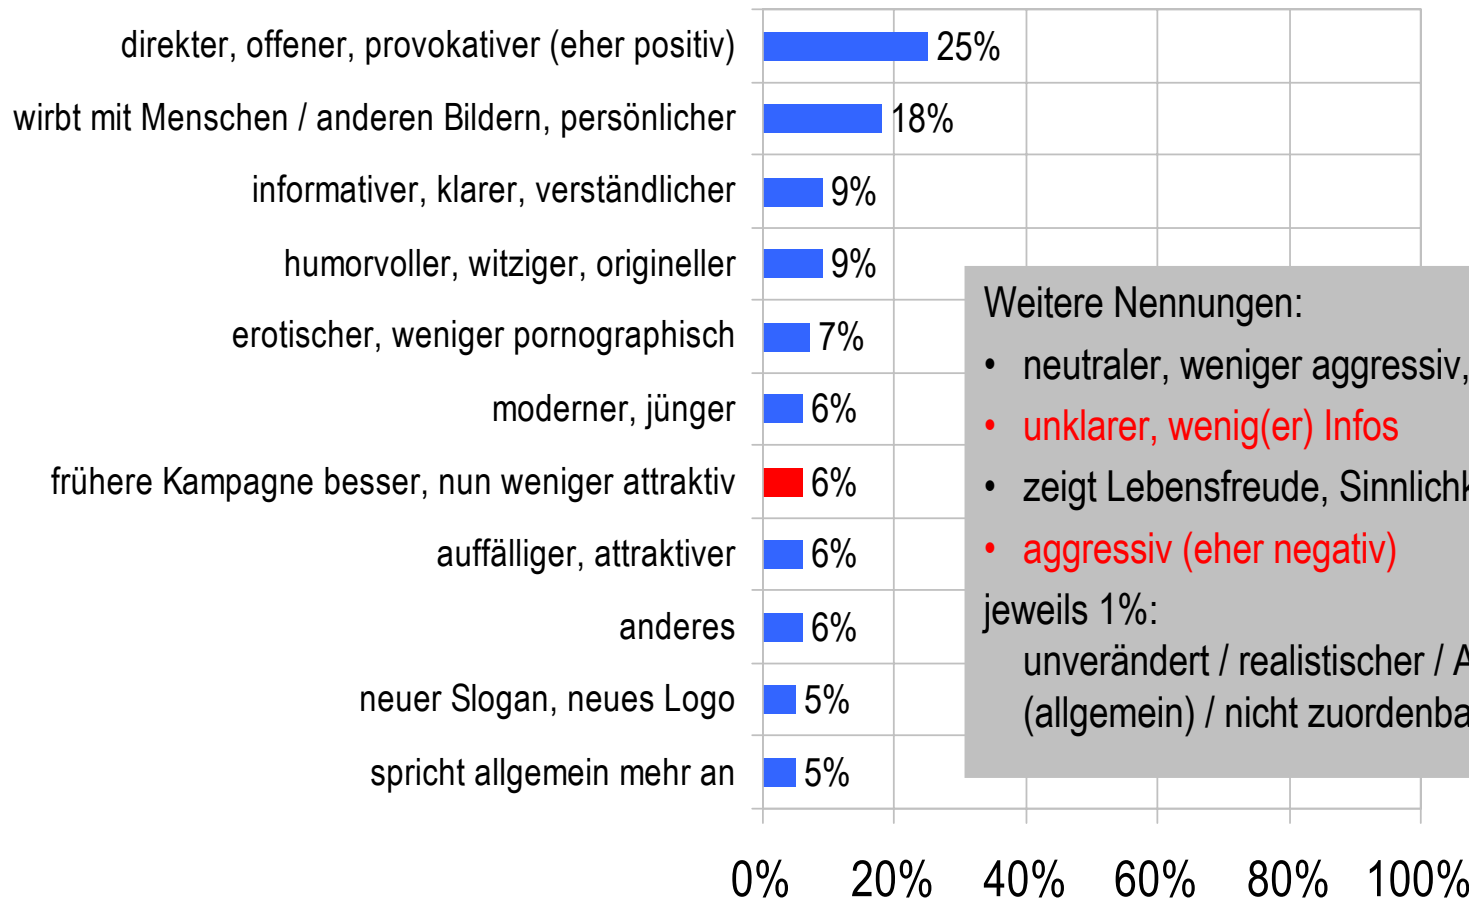 direkter, offener, provokativer (eher positiv) 25%
wirbt mit Menschen / anderen Bildern, persönlicher 18%
informativer, klarer, verständlicher 9%
humorvoller, witziger, origineller 9%
erotischer, weniger pornographisch 7%
moderner, jünger 6%
frühere Kampagne besser, nun weniger attraktiv 6%
auffälliger, attraktiver 6%
anderes 6%
neuer Slogan, neues Logo 5%
spricht allgemein mehr an 5%
Weitere Nennungen:
• neutraler, weniger aggressiv,
• unklarer, wenig(er) Infos
• zeigt Lebensfreude,
• aggressiv (eher negativ)
jeweils 1%:
unverändert / realistischer /
(allgemein) / nicht
0% 20% 40% 60% 80% 100%